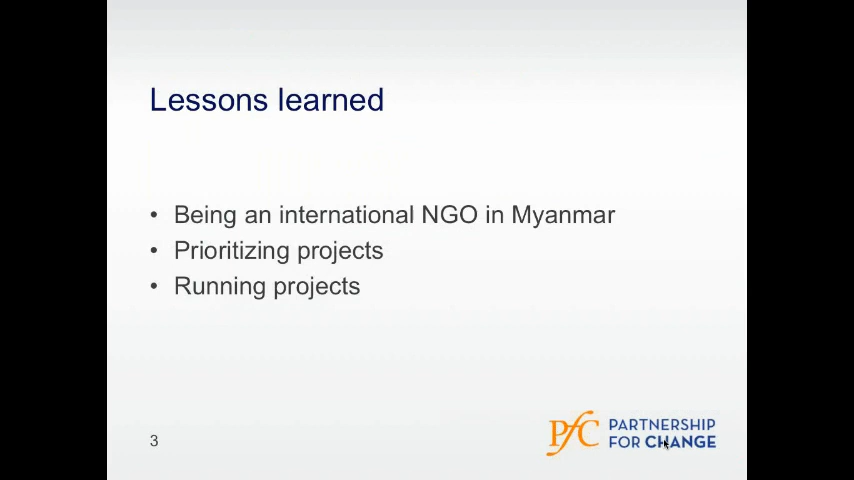 Lessons learned
• Being an international NGO in Myanmar
• Prioritizing projects
• Running projects
3
PfC PARTNERSHIP
FOR CHANGE